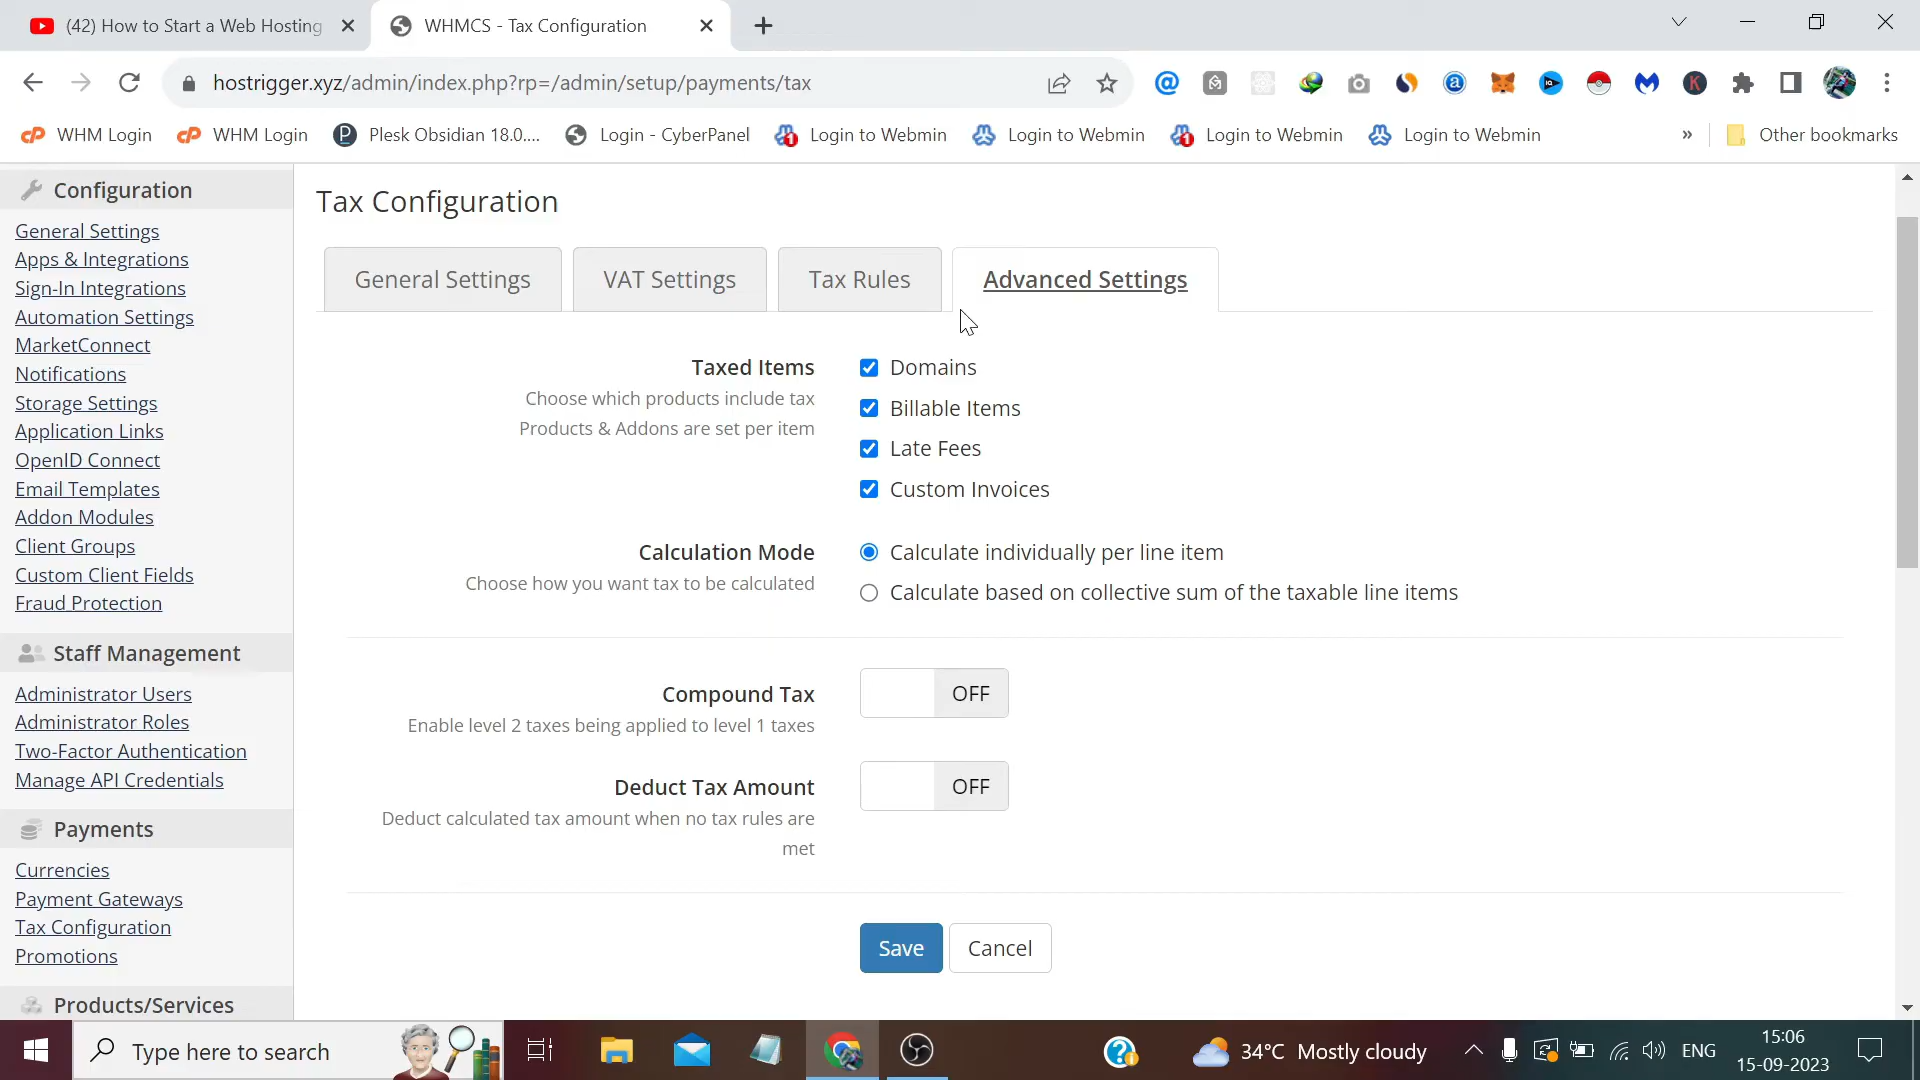 (42) How to Start a Web Hosting
WHMCS - Tax Configuration
hostrigger.xyz/admin/index.php?rp=/admin/setup/payments/tax
WHM Login
WHM Login
Plesk Obsidian 18.0....
Login - CyberPanel
Login to Webmin
Login to Webmin
Login to Webmin
Login to Webmin
»
Other bookmarks
Configuration
General Settings
Apps & Integrations
Sign-In Integrations
Automation Settings
MarketConnect
Notifications
Storage Settings
Application Links
OpenID Connect
Email Templates
Addon Modules
Client Groups
Custom Client Fields
Fraud Protection
Staff Management
Administrator Users
Administrator Roles
Two-Factor Authentication
Manage API Credentials
Payments
Currencies
Payment Gateways
Tax Configuration
Promotions
Products/Services
Tax Configuration
General Settings
VAT Settings
Tax Rules
Advanced Settings
Taxed Items
Choose which products include tax
Products & Addons are set per item
Domains
Billable Items
Late Fees
Custom Invoices
Calculation Mode
Choose how you want tax to be calculated
Calculate individually per line item
Calculate based on collective sum of the taxable line items
Compound Tax
Enable level 2 taxes being applied to level 1 taxes
OFF
Deduct Tax Amount
Deduct calculated tax amount when no tax rules are
met
OFF
Save
Cancel
Type here to search
34°C Mostly cloudy
ENG
15:06
15-09-2023